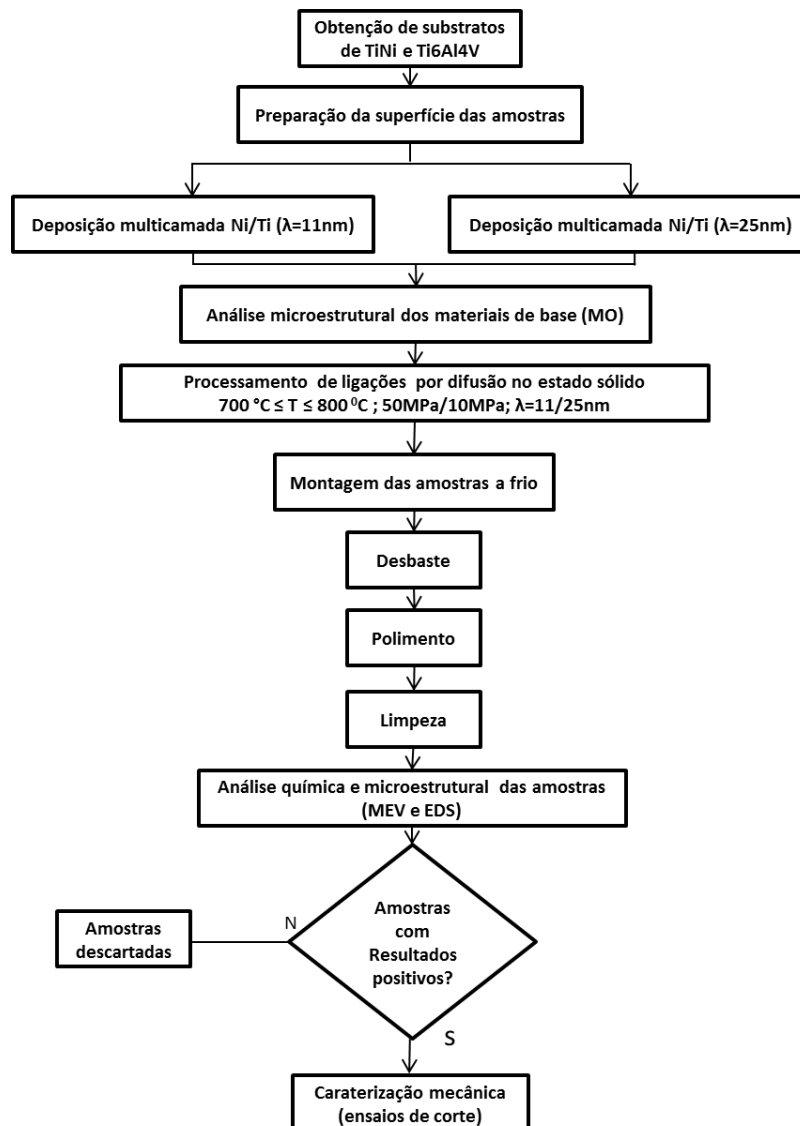 Obtenção de substratos
de TiNi e Ti6Al4V
Preparação da superfície das amostras
Deposição multicamada Ni/Ti (λ=11nm)
Deposição multicamada Ni/Ti (λ=25nm)
Análise microestrutural dos materiais de base (MO)
Processamento de ligações por difusão no estado sólido
700 °C ≤ T ≤ 800 ⁰C ; 50MPa/10MPa; λ=11/25nm
Montagem das amostras a frio
Desbaste
Polimento
Limpeza
Análise química e microestrutural das amostras
(MEV e EDS)
Amostras
com
Resultados
positivos?
N
Amostras
descartadas
S
Caraterização mecânica
(ensaios de corte)